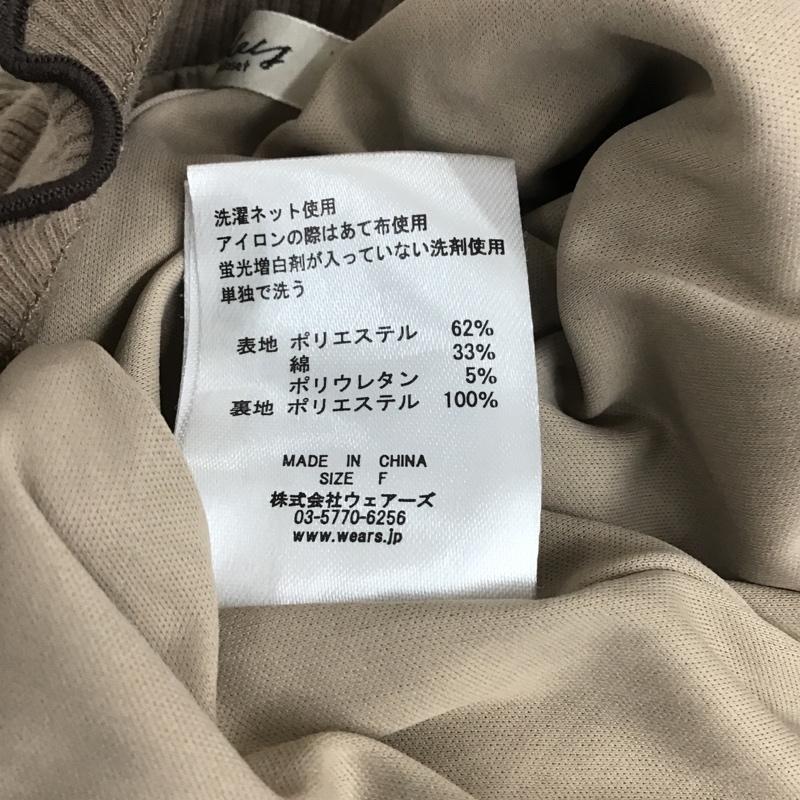 洗濯ネット使用
アイロンの際はあて布使用
蛍光増白剤が入っていない洗剤使用
単独で洗う
表地 ポリエステル 62%
綿 33%
ポリウレタン 5%
裏地 ポリエステル 100%
MADE IN CHINA
SIZE F
株式会社ウェアーズ
03-5770-6256
www.wears.jp